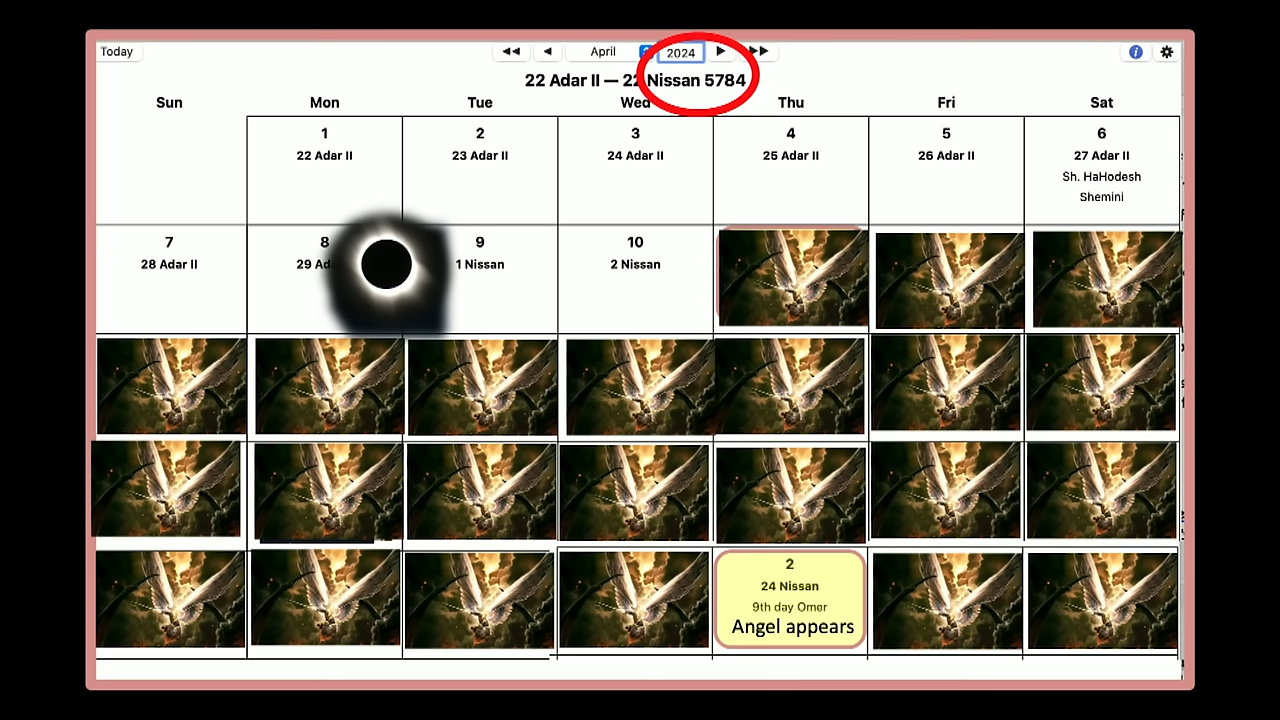 Today
April
2024
22 Adar II — 22 Nissan 5784
Sun Mon Tue Wed Thu Fri Sat
1 2 3 4 5 6
22 Adar II 23 Adar II 24 Adar II 25 Adar II 26 Adar II 27 Adar II
Sh. HaHodesh
Shemini
7 8 9 10
28 Adar II 29 Ad 1 Nissan 2 Nissan
2
24 Nissan
9th day Omer
Angel appears